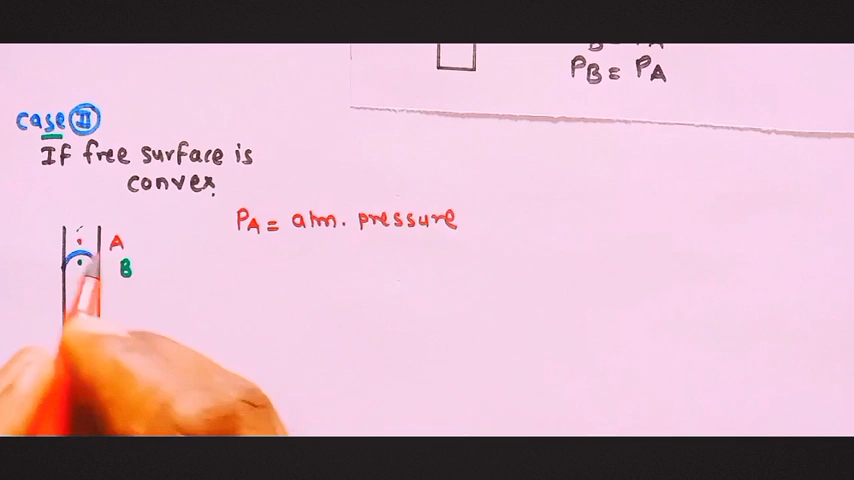 PB = PA
Case II
If free surface is
convex
PA = atm. pressure
A
B